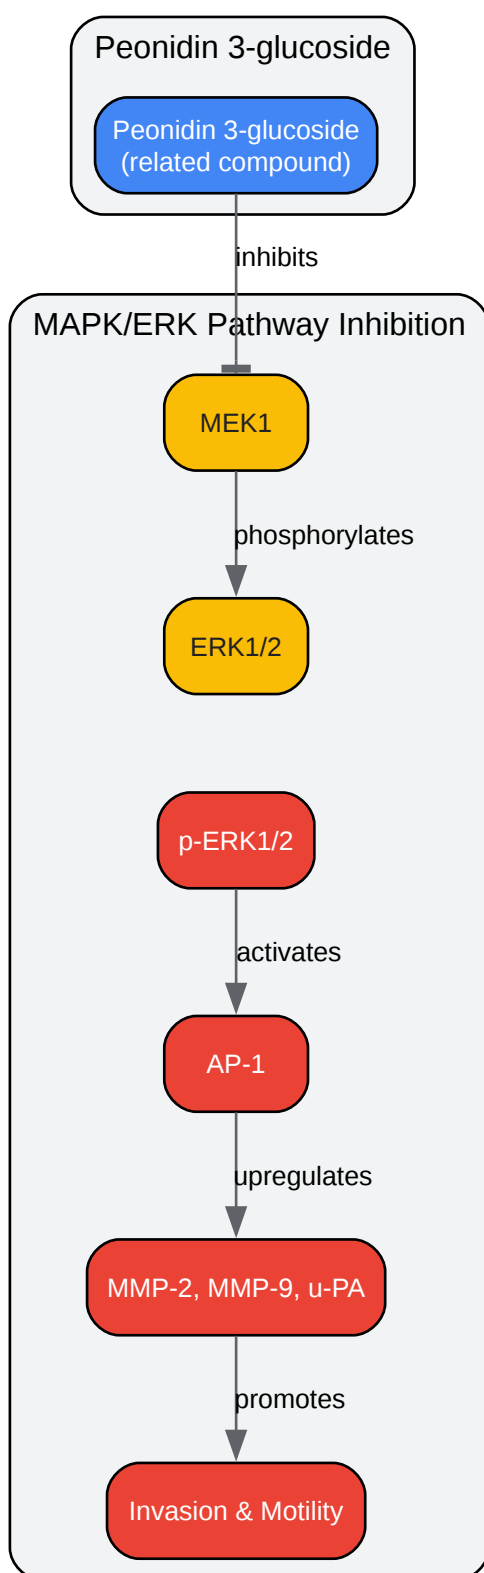 Peonidin 3-glucoside
Peonidin 3-glucoside
(related compound)
inhibits
MAPK/ERK Pathway Inhibition
MEK1
phosphorylates
ERK1/2
p-ERK1/2
activates
AP-1
upregulates
MMP-2, MMP-9, u-PA
promotes
Invasion & Motility